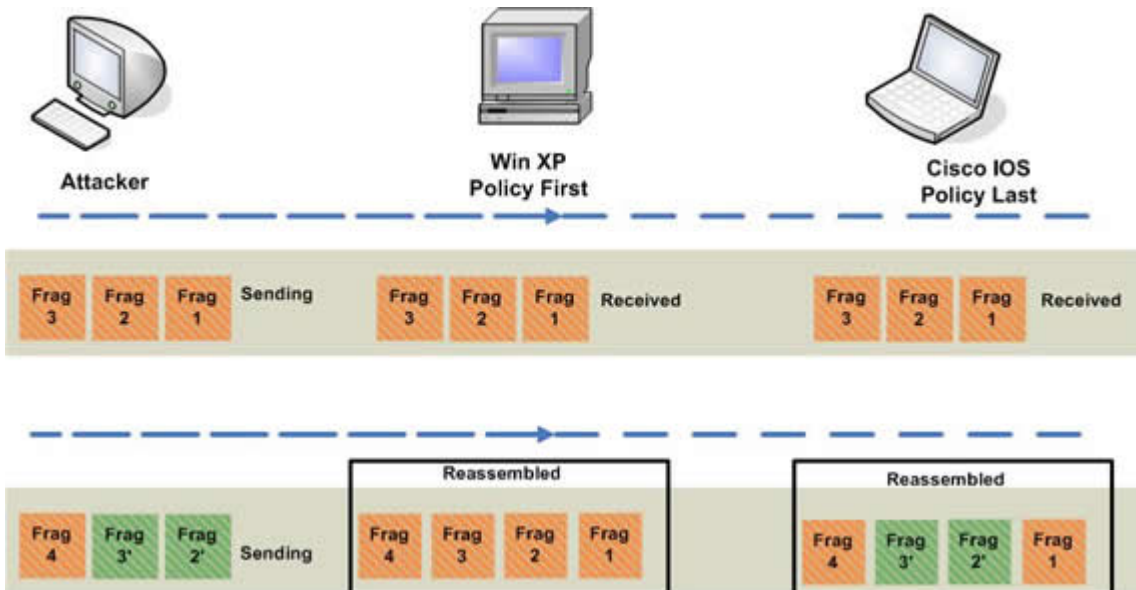 Attacker
Win XP
Policy First
Cisco IOS
Policy Last
Frag
3
Frag
2
Frag
1
Sending
Frag
3
Frag
2
Frag
1
Received
Frag
3
Frag
2
Frag
1
Received
Reassembled
Reassembled
Frag
4
Frag
3'
Frag
2'
Sending
Frag
4
Frag
3
Frag
2
Frag
1
Frag
4
Frag
3'
Frag
2'
Frag
1